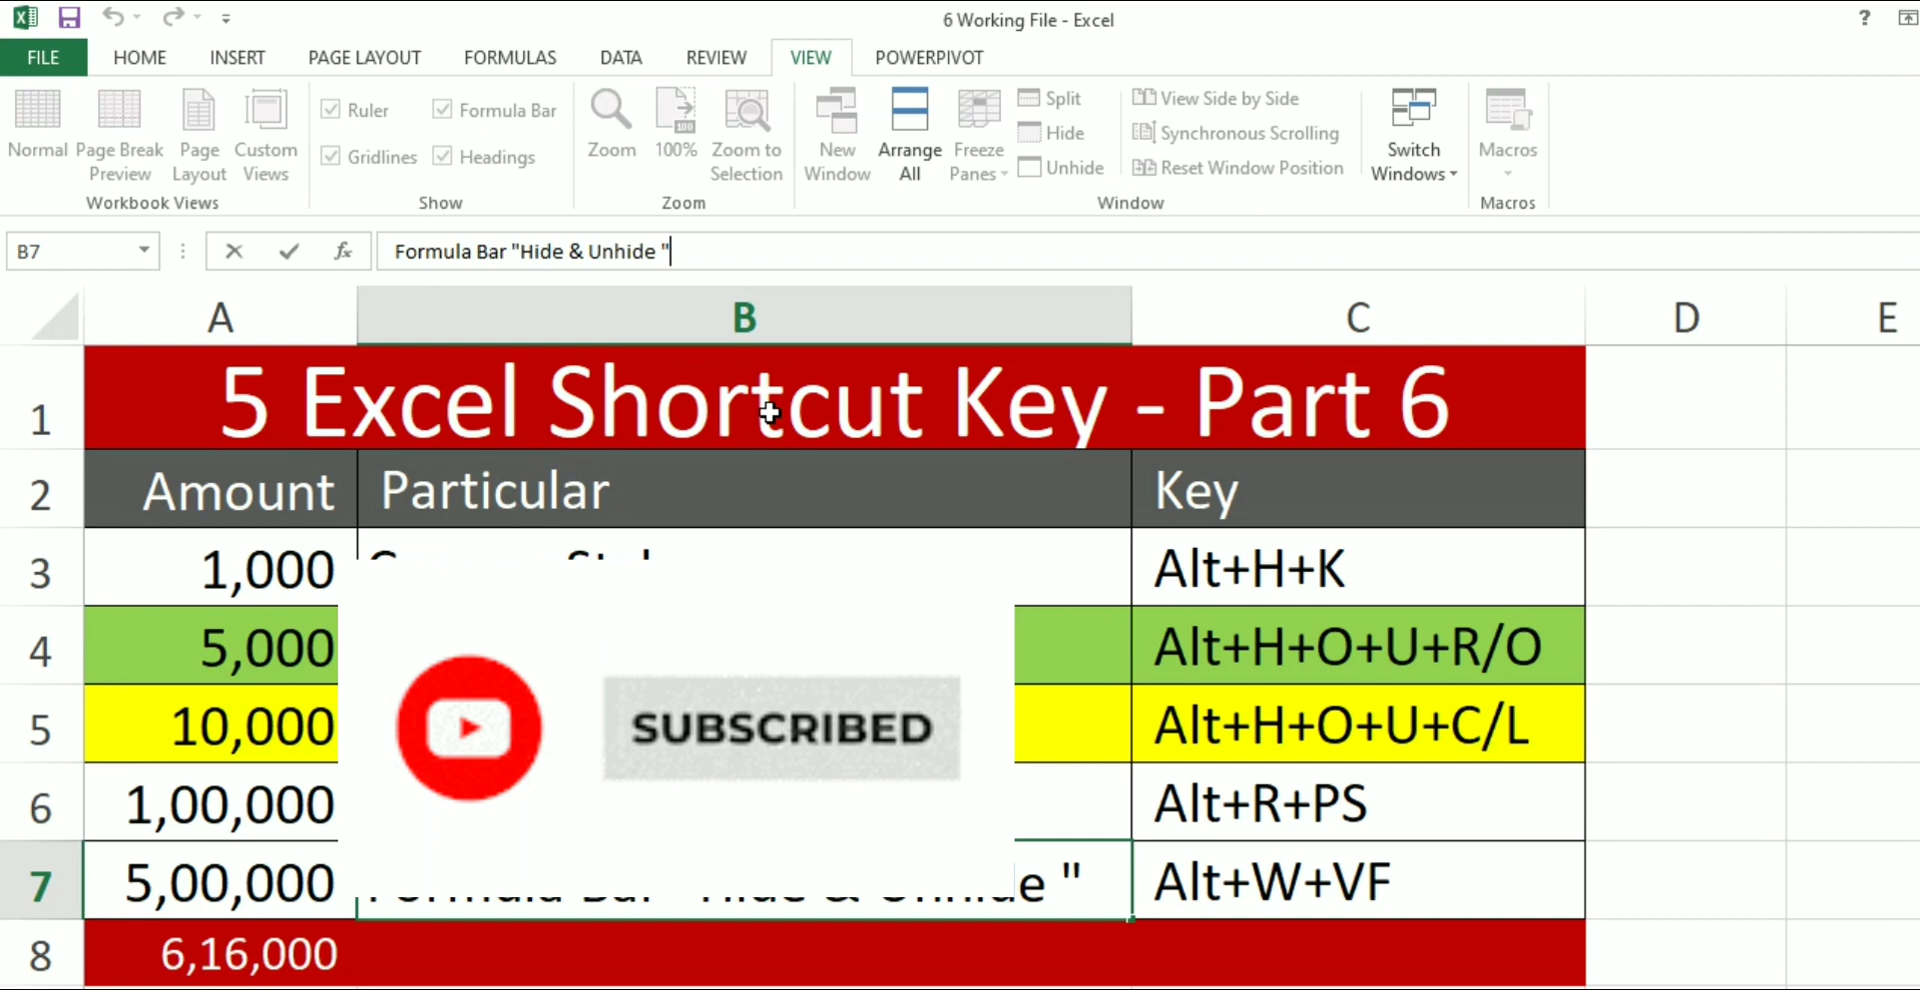 6 Working File - Excel
?
FILE HOME INSERT PAGE LAYOUT FORMULAS DATA REVIEW VIEW POWERPIVOT
Normal
Page Break Preview
Page Layout
Custom Views
Workbook Views
Ruler
Formula Bar
Gridlines
Headings
Show
Zoom
100%
Zoom to Selection
Zoom
New Window
Arrange All
Freeze Panes
Split
Hide
Unhide
View Side by Side
Synchronous Scrolling
Reset Window Position
Window
Switch Windows
Macros
Macros
B7 fx Formula Bar "Hide & Unhide "
A B C D E
1 5 Excel Shortcut Key - Part 6
2 Amount Particular Key
3 1,000 Alt+H+K
4 5,000 Alt+H+O+U+R/O
5 10,000 Alt+H+O+U+C/L
SUBSCRIBED
6 1,00,000 Alt+R+PS
7 5,00,000 Formula Bar "Hide & Unhide " Alt+W+VF
8 6,16,000